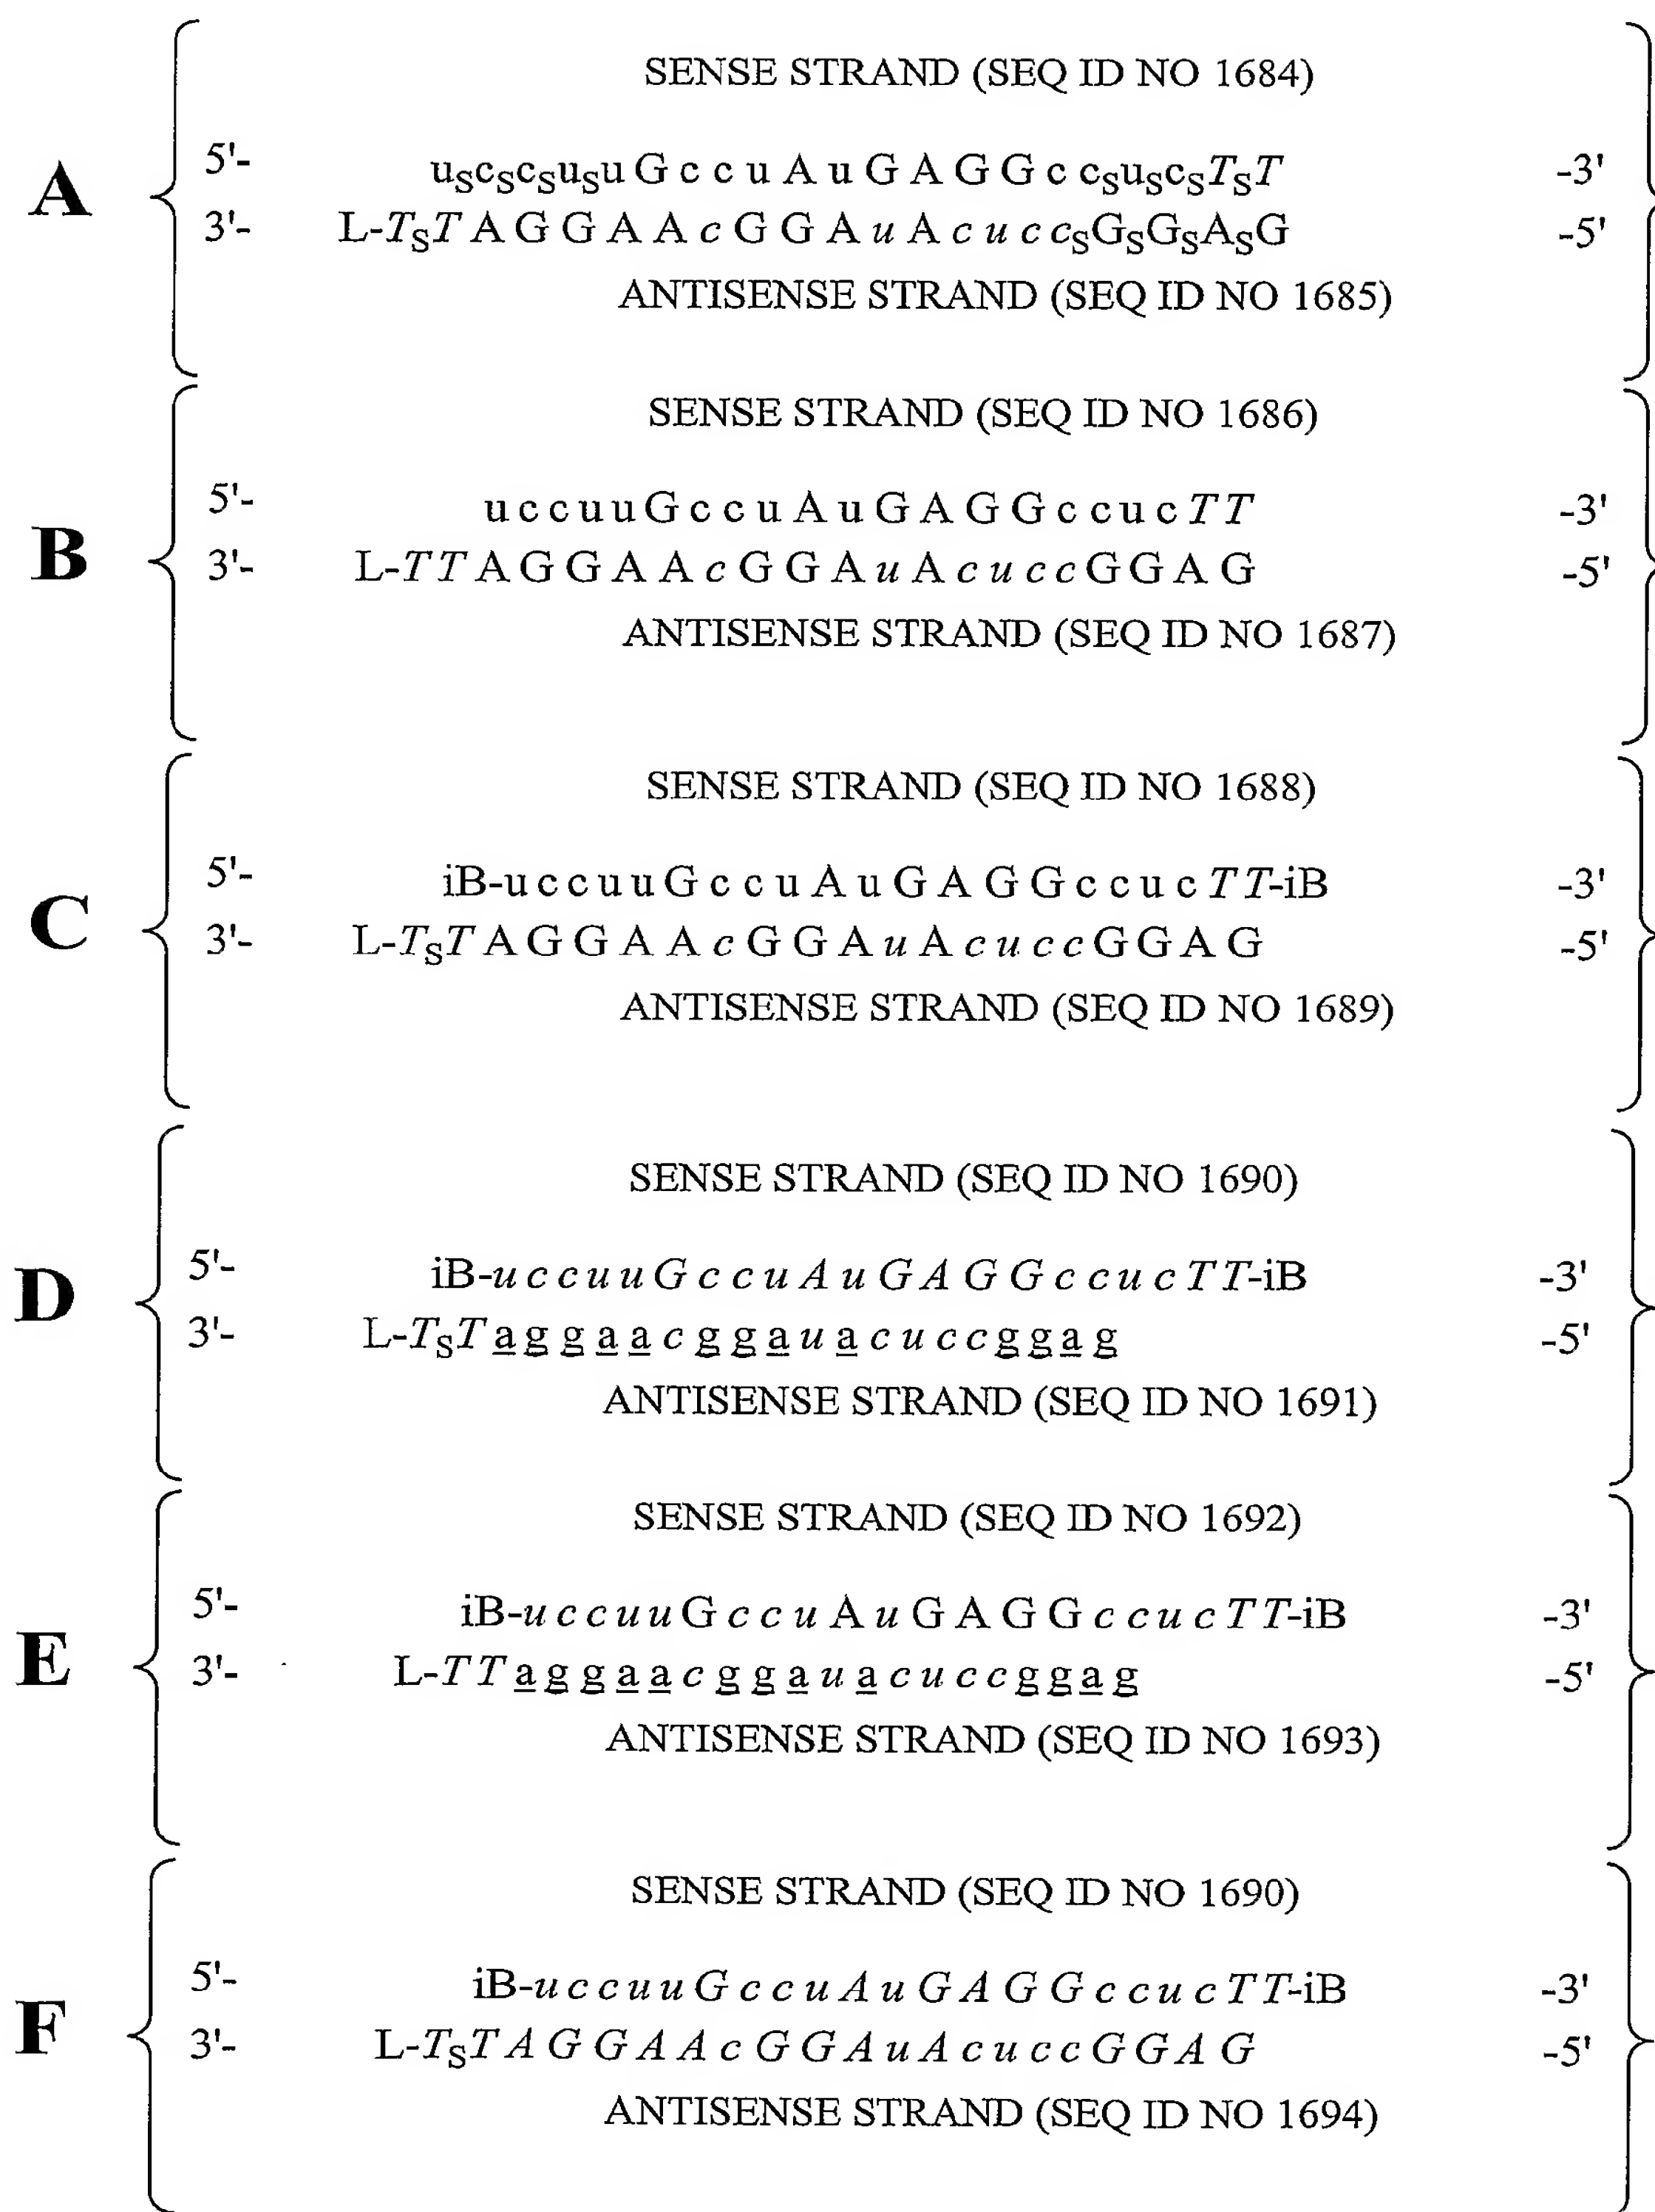 SENSE STRAND (SEQ ID NO 1684)
A 5'- uscscsusu G c c u A u G A G G c csuscsTsT -3'
3'- L-TsT A G G A A c G G A u A c u c csGsGsAsG -5'
ANTISENSE STRAND (SEQ ID NO 1685)
SENSE STRAND (SEQ ID NO 1686)
B 5'- u c c u u G c c u A u G A G G c c u c T T -3'
3'- L-T T A G G A A c G G A u A c u c c G G A G -5'
ANTISENSE STRAND (SEQ ID NO 1687)
SENSE STRAND (SEQ ID NO 1688)
C 5'- iB-u c c u u G c c u A u G A G G c c u c T T-iB -3'
3'- L-TsT A G G A A c G G A u A c u c c G G A G -5'
ANTISENSE STRAND (SEQ ID NO 1689)
SENSE STRAND (SEQ ID NO 1690)
D 5'- iB-u c c u u G c c u A u G A G G c c u c T T-iB -3'
3'- L-TsT a g g a a c g g a u a c u c c g g a g -5'
ANTISENSE STRAND (SEQ ID NO 1691)
SENSE STRAND (SEQ ID NO 1692)
E 5'- iB-u c c u u G c c u A u G A G G c c u c T T-iB -3'
3'- L-T T a g g a a c g g a u a c u c c g g a g -5'
ANTISENSE STRAND (SEQ ID NO 1693)
SENSE STRAND (SEQ ID NO 1690)
F 5'- iB-u c c u u G c c u A u G A G G c c u c T T-iB -3'
3'- L-TsT A G G A A c G G A u A c u c c G G A G -5'
ANTISENSE STRAND (SEQ ID NO 1694)